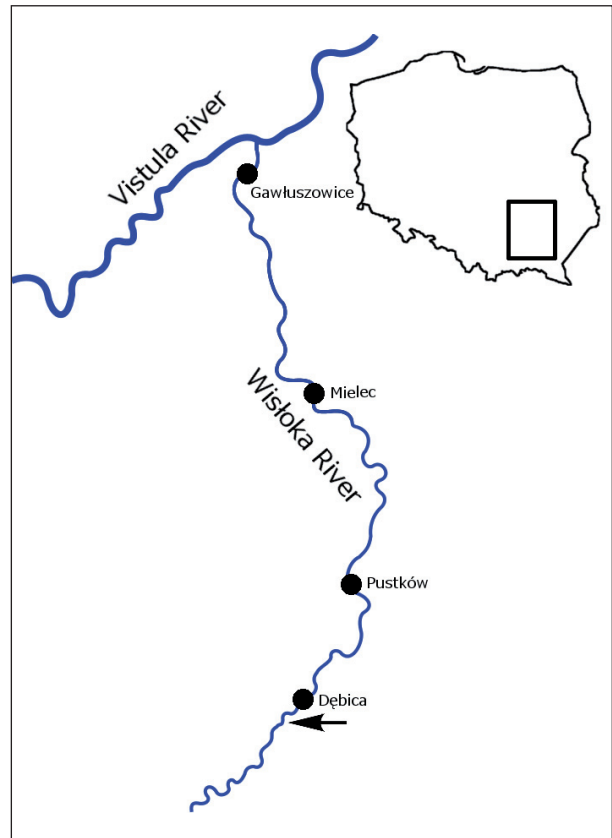 Vistula River
Gawłuszowice
Mielec
Wisłoka River
Pustków
Dębica